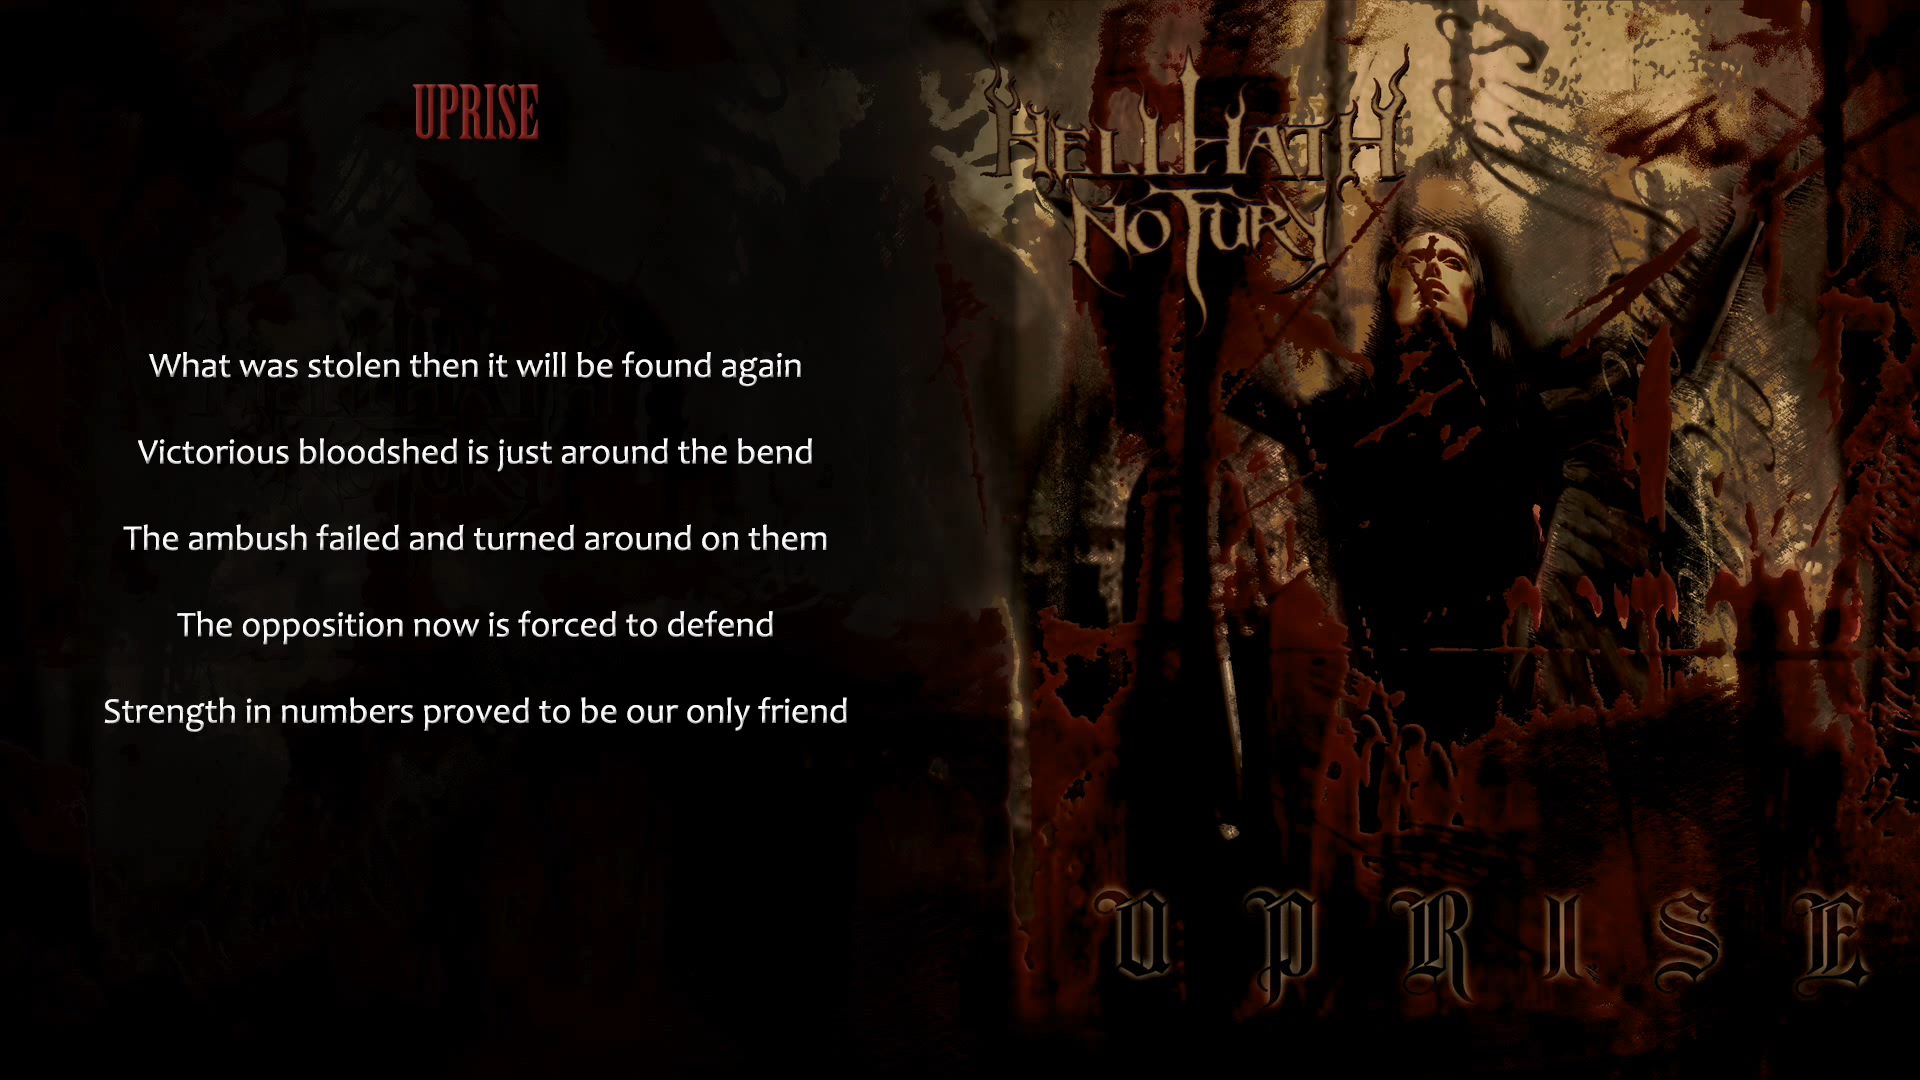 UPRISE
What was stolen then it will be found again
Victorious bloodshed is just around the bend
The ambush failed and turned around on them
The opposition now is forced to defend
Strength in numbers proved to be our only friend
HELL HATH
NO FURY
UPRISE